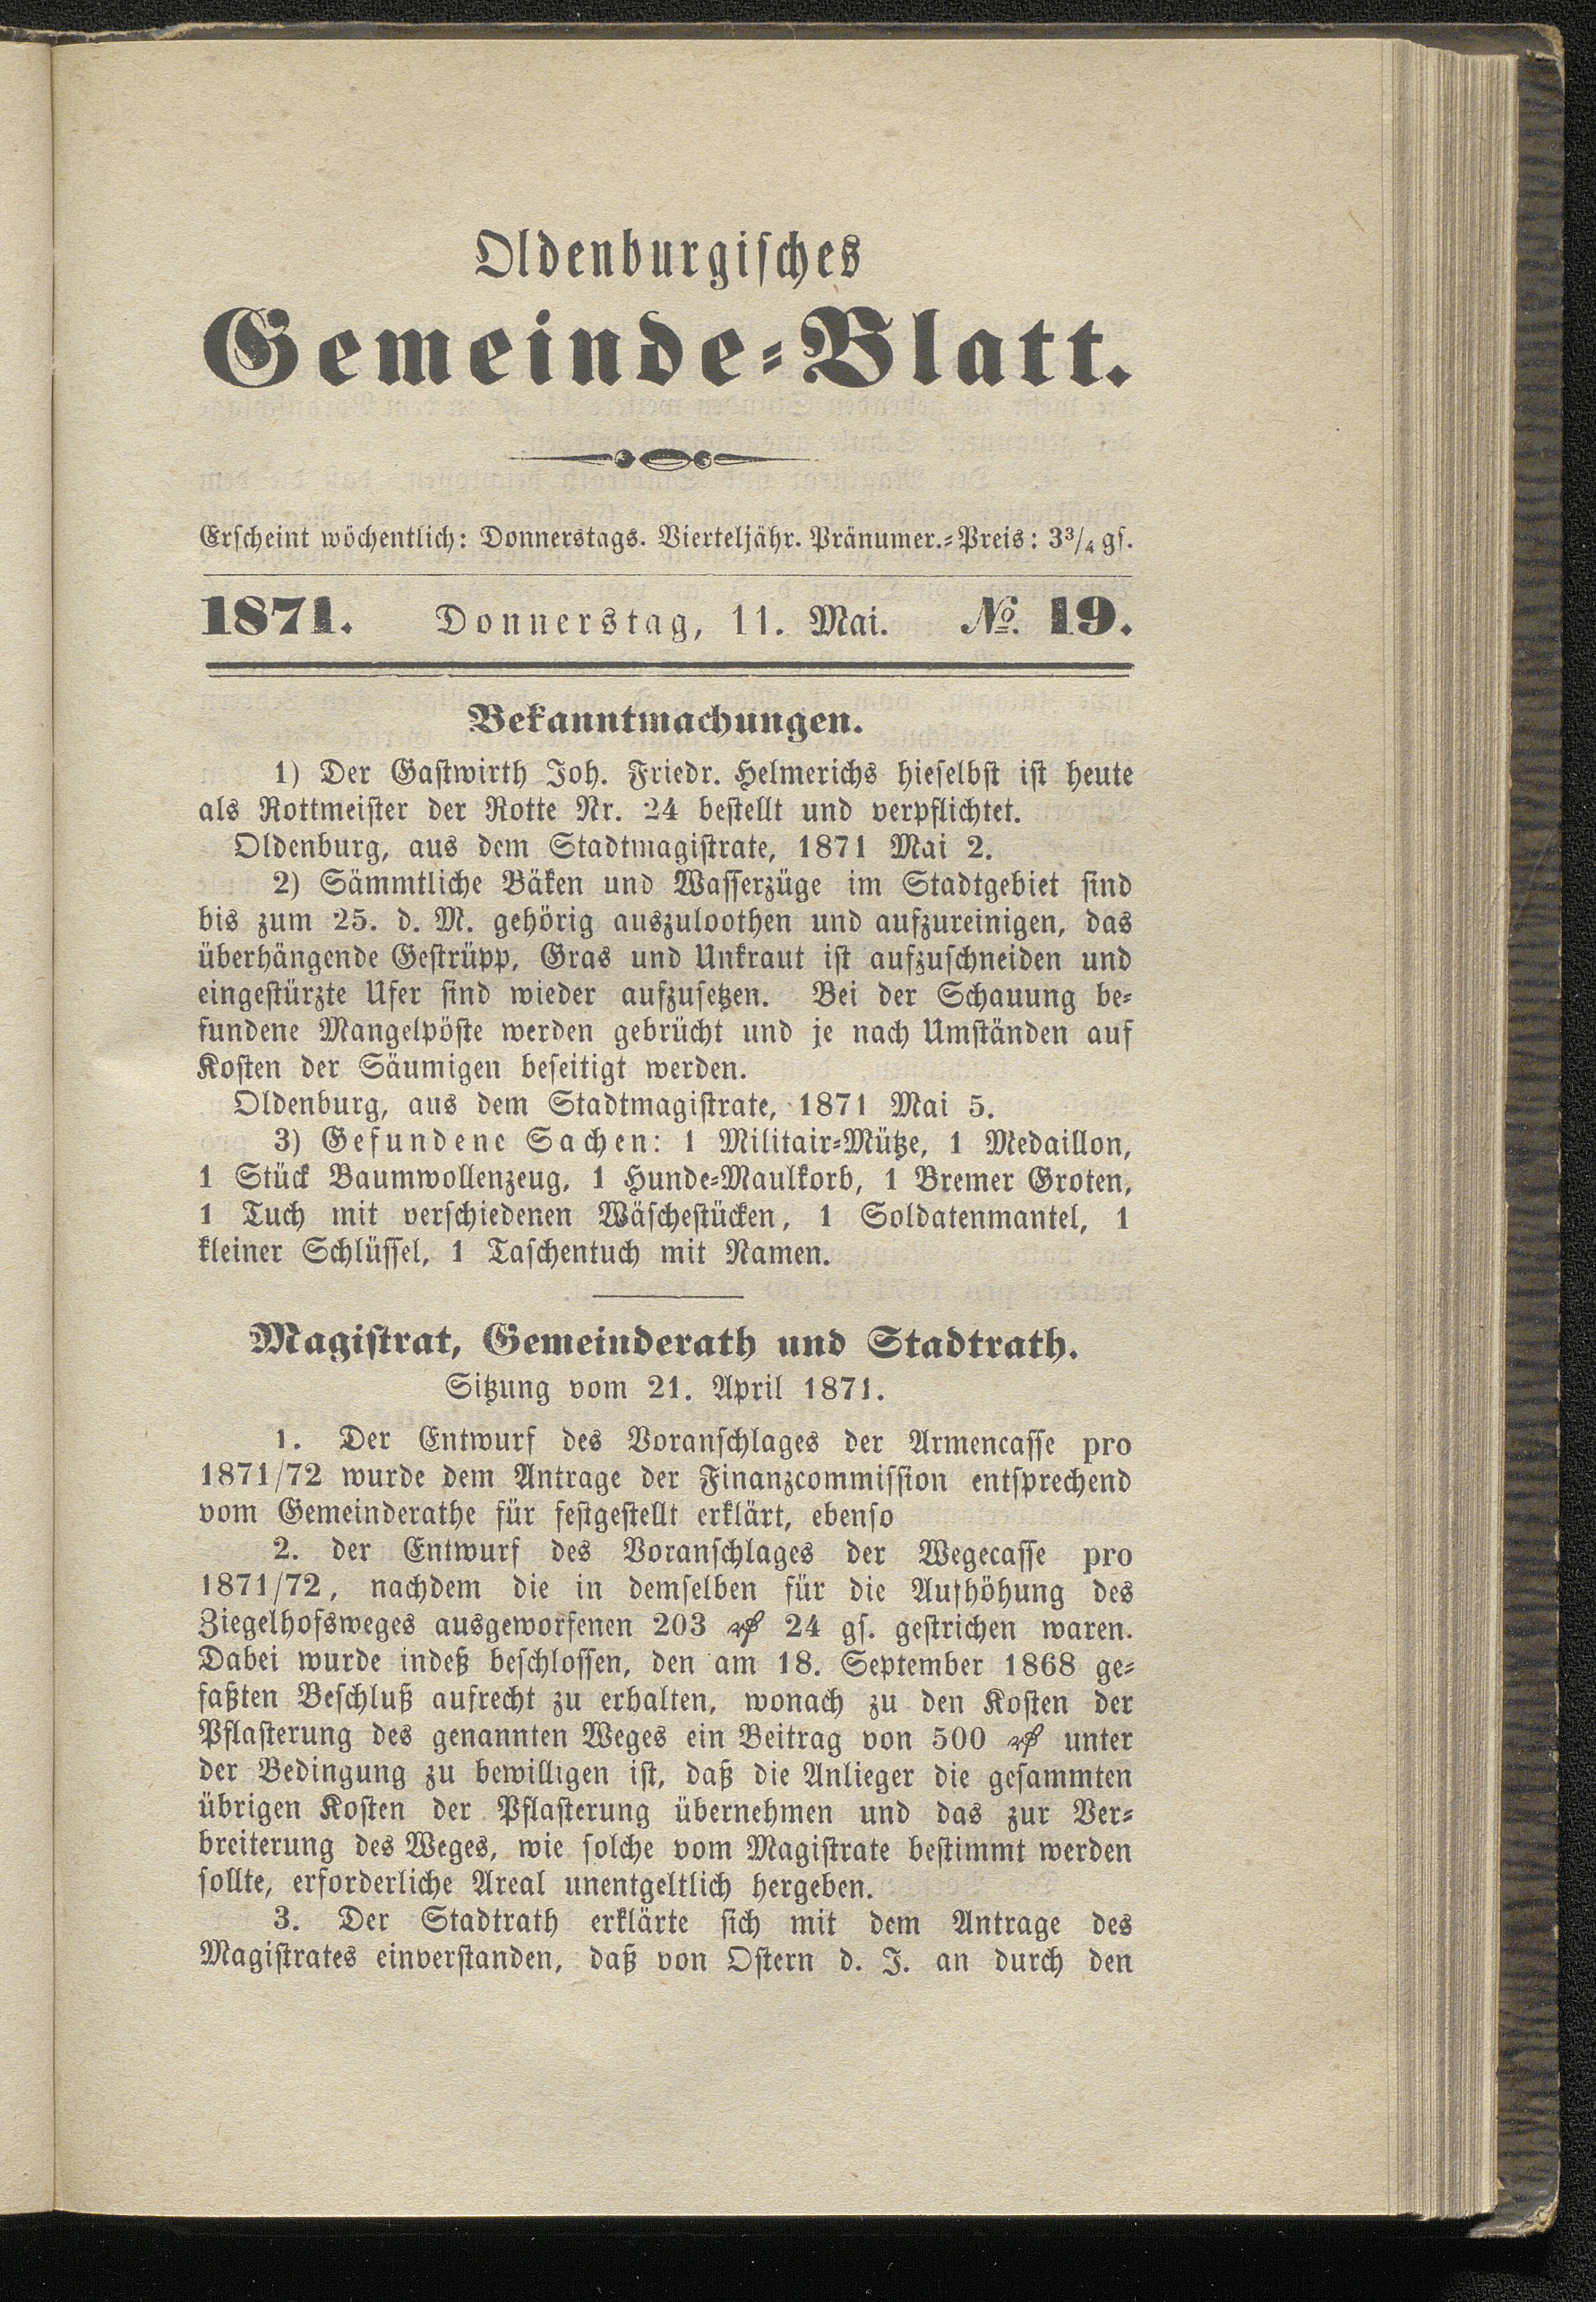 Oldenburgisches
Gemeinde-Blatt.
Erscheint wöchentlich: Donnerstags. Vierteljähr. Pränumer.-Preis: 3¾ gs.
1871. Donnerstag, 11. Mai. No. 19.
Bekanntmachungen.
1) Der Gastwirth Joh. Friedr. Helmerichs hieselbst ist heute
als Rottmeister der Rotte Nr. 24 bestellt und verpflichtet.
Oldenburg, aus dem Stadtmagistrate, 1871 Mai 2.
2) Sämmtliche Bäken und Wasserzüge im Stadtgebiet sind
bis zum 25. d. M. gehörig auszuloothen und aufzureinigen, das
überhängende Gestrüpp, Gras und Unkraut ist aufzuschneiden und
eingestürzte Ufer sind wieder aufzusetzen. Bei der Schauung be-
fundene Mangelpöste werden gebrücht und je nach Umständen auf
Kosten der Säumigen beseitigt werden.
Oldenburg, aus dem Stadtmagistrate, 1871 Mai 5.
3) Gefundene Sachen: 1 Militair-Mütze, 1 Medaillon,
1 Stück Baumwollenzeug, 1 Hunde-Maulkorb, 1 Bremer Groten,
1 Tuch mit verschiedenen Wäschestücken, 1 Soldatenmantel, 1
kleiner Schlüssel, 1 Taschentuch mit Namen.
Magistrat, Gemeinderath und Stadtrath.
Sitzung vom 21. April 1871.
1. Der Entwurf des Voranschlages der Armencasse pro
1871/72 wurde dem Antrage der Finanzcommission entsprechend
vom Gemeinderathe für festgestellt erklärt, ebenso
2. der Entwurf des Voranschlages der Wegecasse pro
1871/72, nachdem die in demselben für die Aufhöhung des
Ziegelhofsweges ausgeworfenen 203 ₰ 24 gs. gestrichen waren.
Dabei wurde indeß beschlossen, den am 18. September 1868 ge-
faßten Beschluß aufrecht zu erhalten, wonach zu den Kosten der
Pflasterung des genannten Weges ein Beitrag von 500 ₰ unter
der Bedingung zu bewilligen ist, daß die Anlieger die gesammten
übrigen Kosten der Pflasterung übernehmen und das zur Ver-
breiterung des Weges, wie solche vom Magistrate bestimmt werden
sollte, erforderliche Areal unentgeltlich hergeben.
3. Der Stadtrath erklärte sich mit dem Antrage des
Magistrates einverstanden, daß von Ostern d. J. an durch den